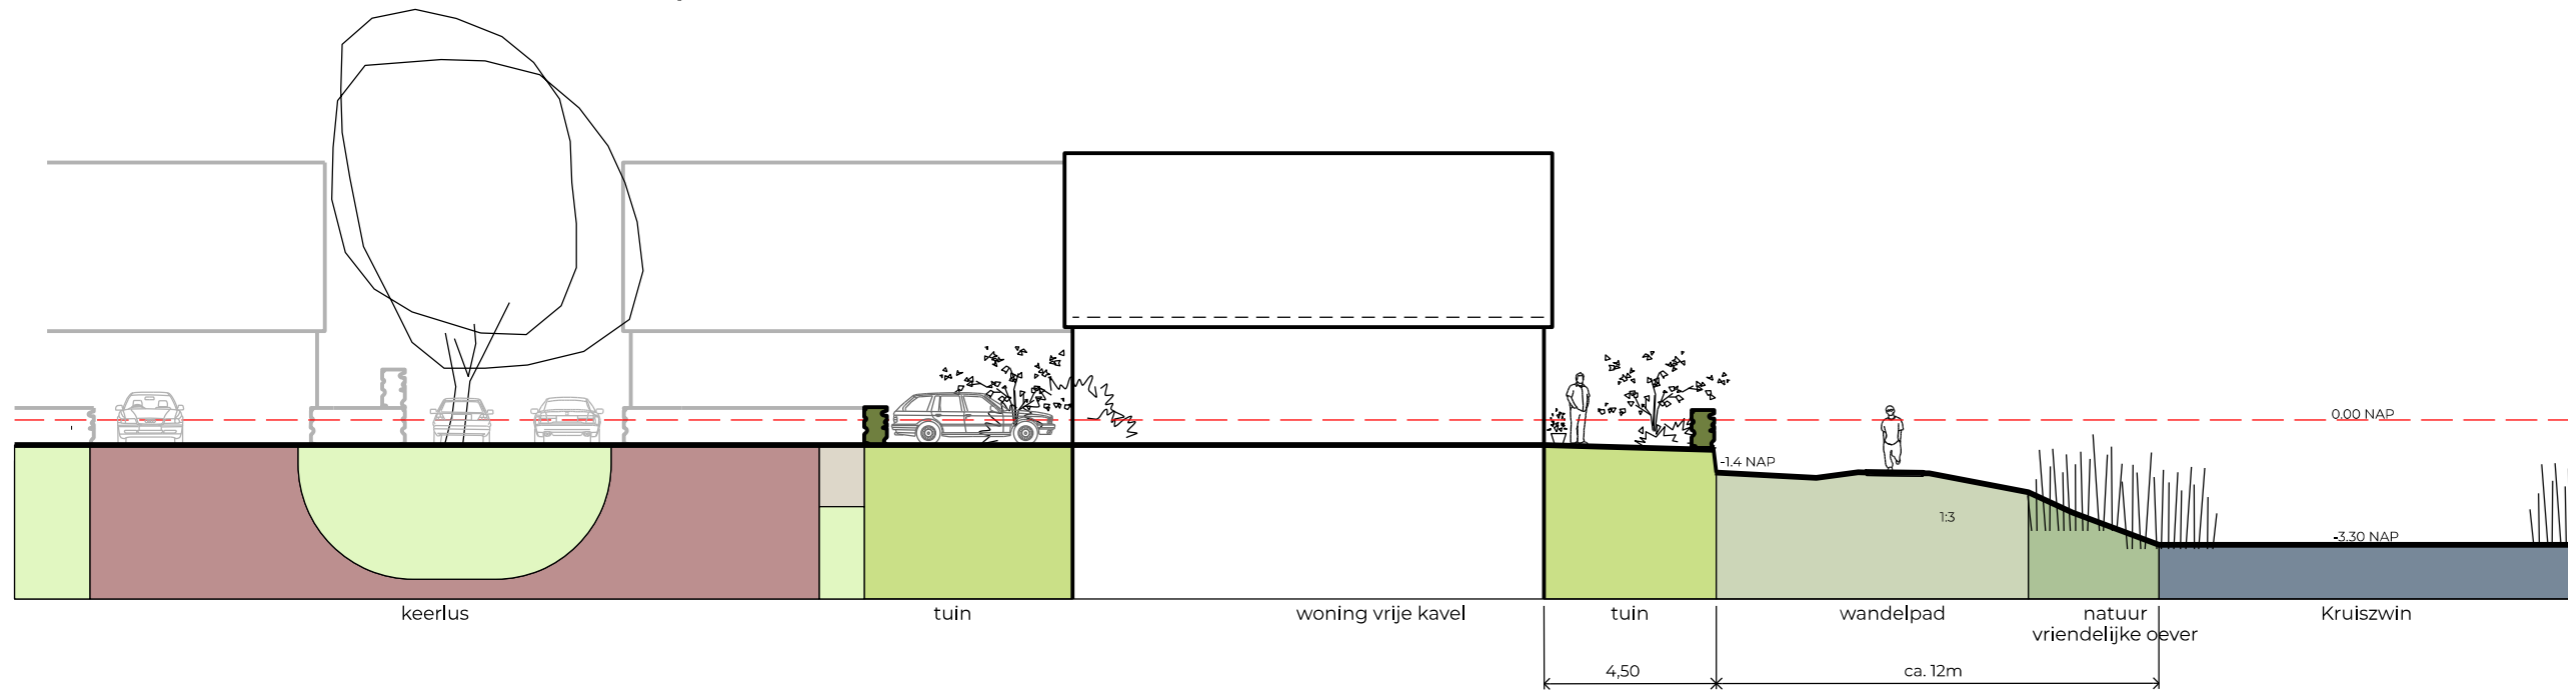 0.00 NAP
-1.4 NAP
1:3
-3.30 NAP
keerlus
tuin
woning vrije kavel
tuin
wandelpad
natuur
vriendelijke oever
Kruiszwin
4,50
ca. 12m